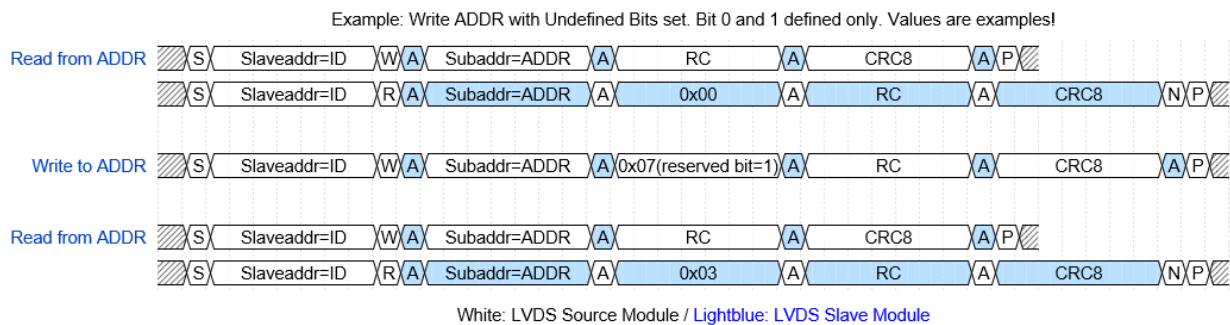 Example: Write ADDR with Undefined Bits set. Bit 0 and 1 defined only. Values are examples!
Read from ADDR S Slaveaddr=ID W A Subaddr=ADDR A RC A CRC8 A P
S Slaveaddr=ID R A Subaddr=ADDR A 0x00 A RC A CRC8 N P
Write to ADDR S Slaveaddr=ID W A Subaddr=ADDR A 0x07(reserved bit=1) A RC A CRC8 A P
Read from ADDR S Slaveaddr=ID W A Subaddr=ADDR A RC A CRC8 A P
S Slaveaddr=ID R A Subaddr=ADDR A 0x03 A RC A CRC8 N P
White: LVDS Source Module / Lightblue: LVDS Slave Module